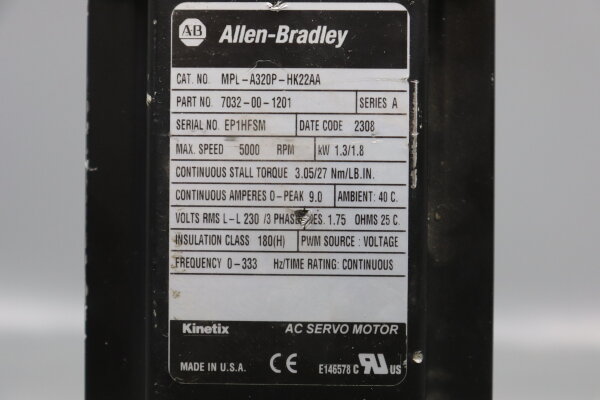 AB Allen-Bradley
CAT. NO. MPL-A320P-HK22AA
PART NO. 7032-00-1201 SERIES A
SERIAL NO. EP1HFSM DATE CODE 2308
MAX. SPEED 5000 RPM kW 1.3/1.8
CONTINUOUS STALL TORQUE 3.05/27 Nm/LB.IN.
CONTINUOUS AMPERES 0-PEAK 9.0 AMBIENT: 40 C.
VOLTS RMS L-L 230 /3 PHASE RES. 1.75 OHMS 25 C.
INSULATION CLASS 180(H) PWM SOURCE : VOLTAGE
FREQUENCY 0-333 Hz/TIME RATING: CONTINUOUS
Kinetix AC SERVO MOTOR
MADE IN U.S.A. CE E146578 C RU US